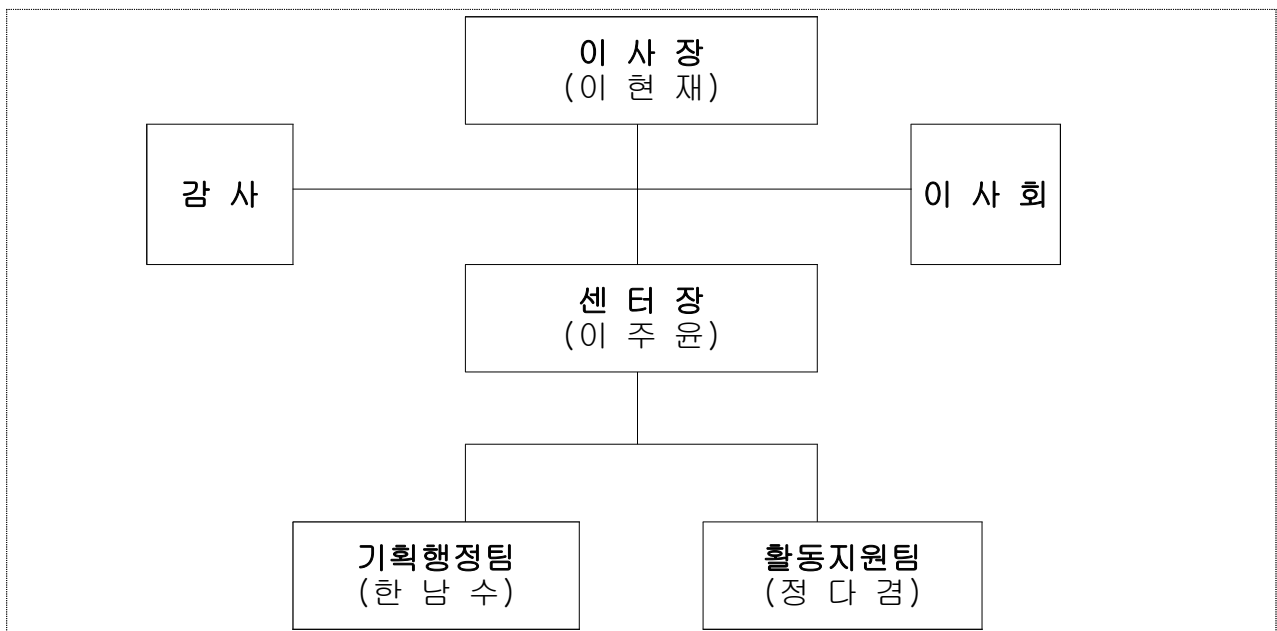 이 사 장
(이 현 재)
감 사
이 사 회
센 터 장
(이 주 윤)
기획행정팀
(한 남 수)
활동지원팀
(정 다 겸)